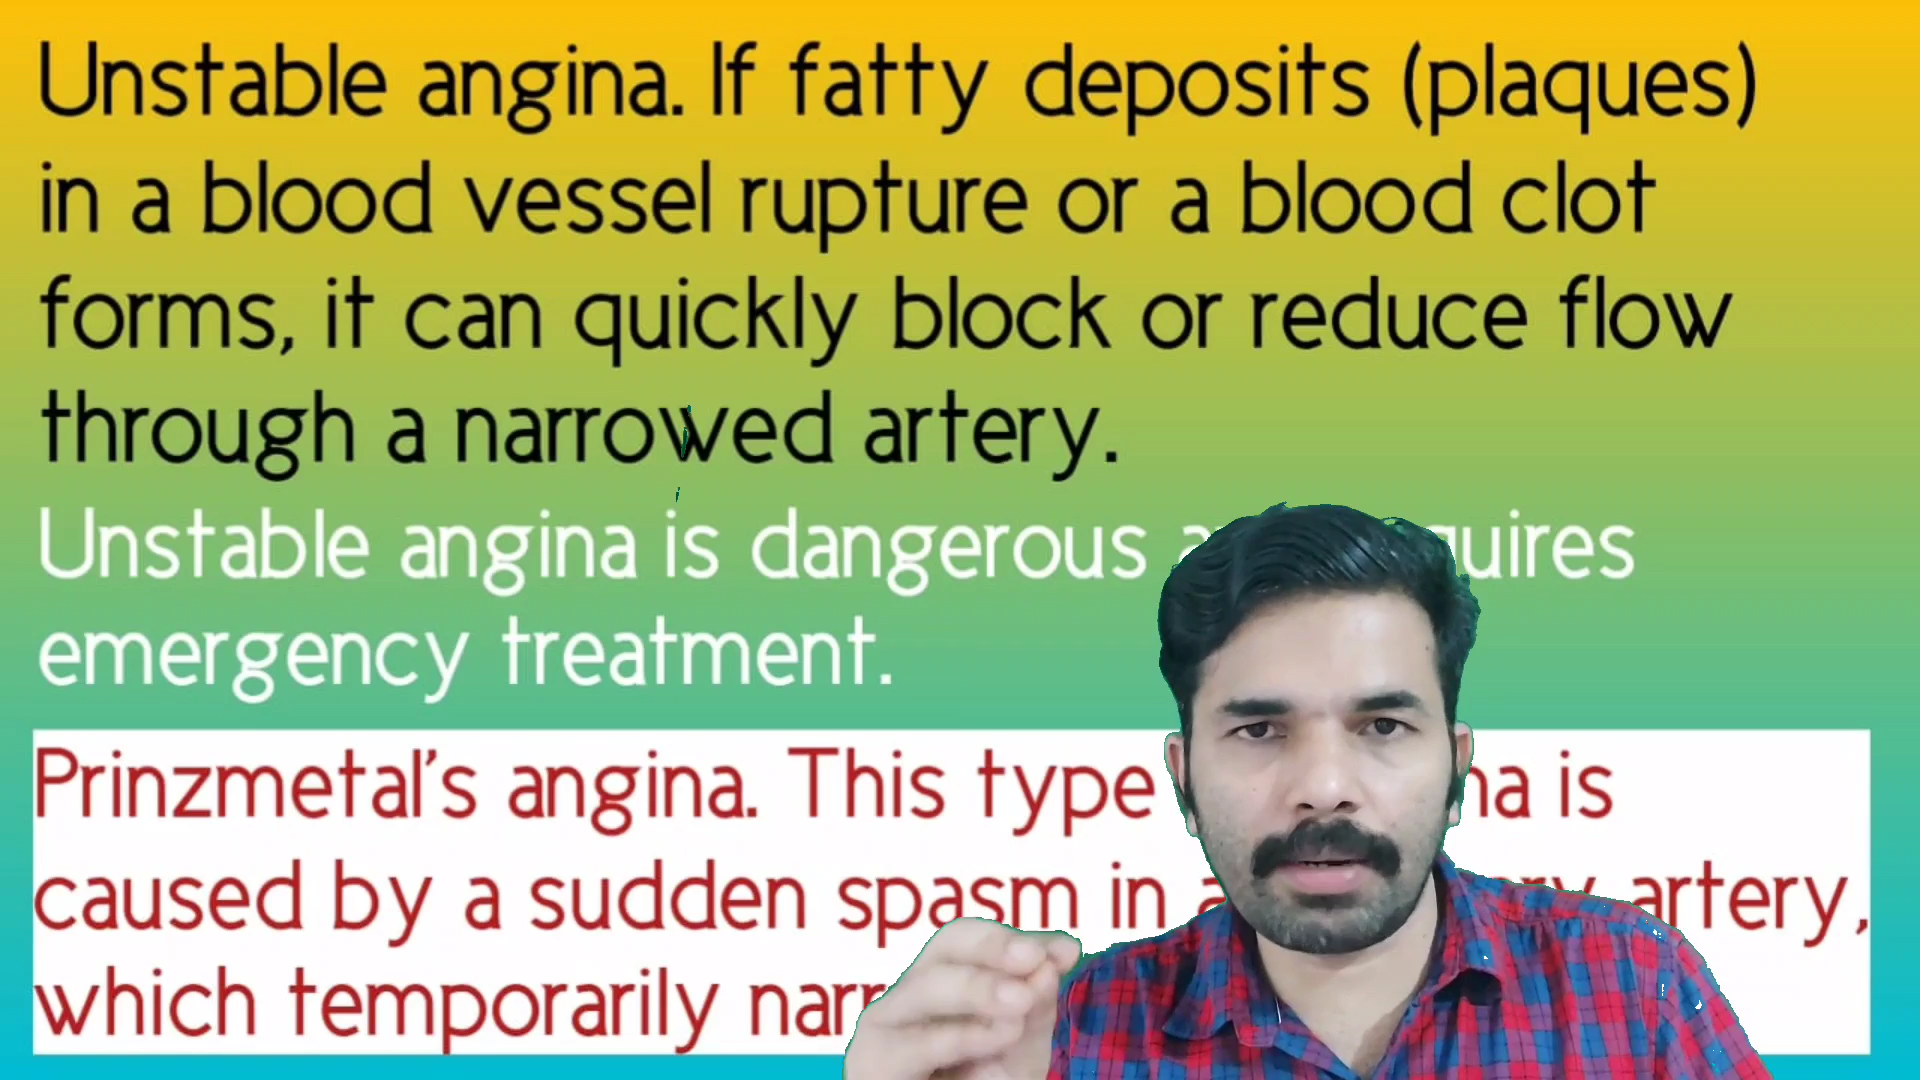 Unstable angina. If fatty deposits (plaques)
in a blood vessel rupture or a blood clot
forms, it can quickly block or reduce flow
through a narrowed artery.
Unstable angina is dangerous
emergency treatment.
Prinzmetal's angina. This type is
caused by a sudden spasm in artery,
which temporarily